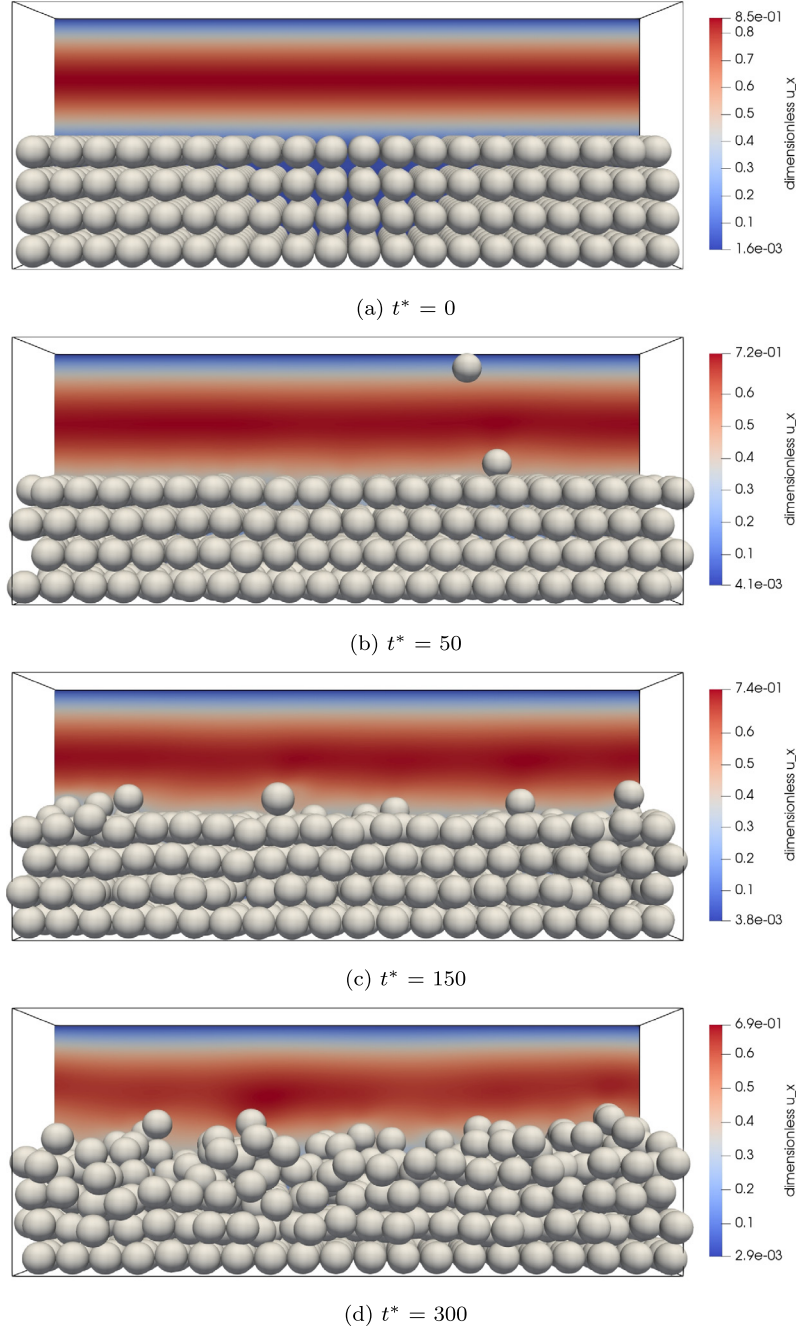 8.5e-01
0.8
0.7
0.6
0.5
0.4
0.3
0.2
0.1
1.6e-03
dimensionless u_x
(a) t* = 0
7.2e-01
0.6
0.5
0.4
0.3
0.2
0.1
4.1e-03
dimensionless u_x
(b) t* = 50
7.4e-01
0.6
0.5
0.4
0.3
0.2
0.1
3.8e-03
dimensionless u_x
(c) t* = 150
6.9e-01
0.6
0.5
0.4
0.3
0.2
0.1
2.9e-03
dimensionless u_x
(d) t* = 300